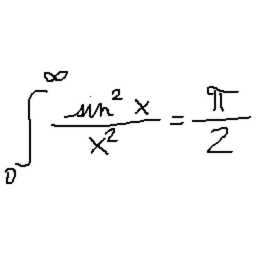 ∫₀^∞ sin² x / x² = π / 2